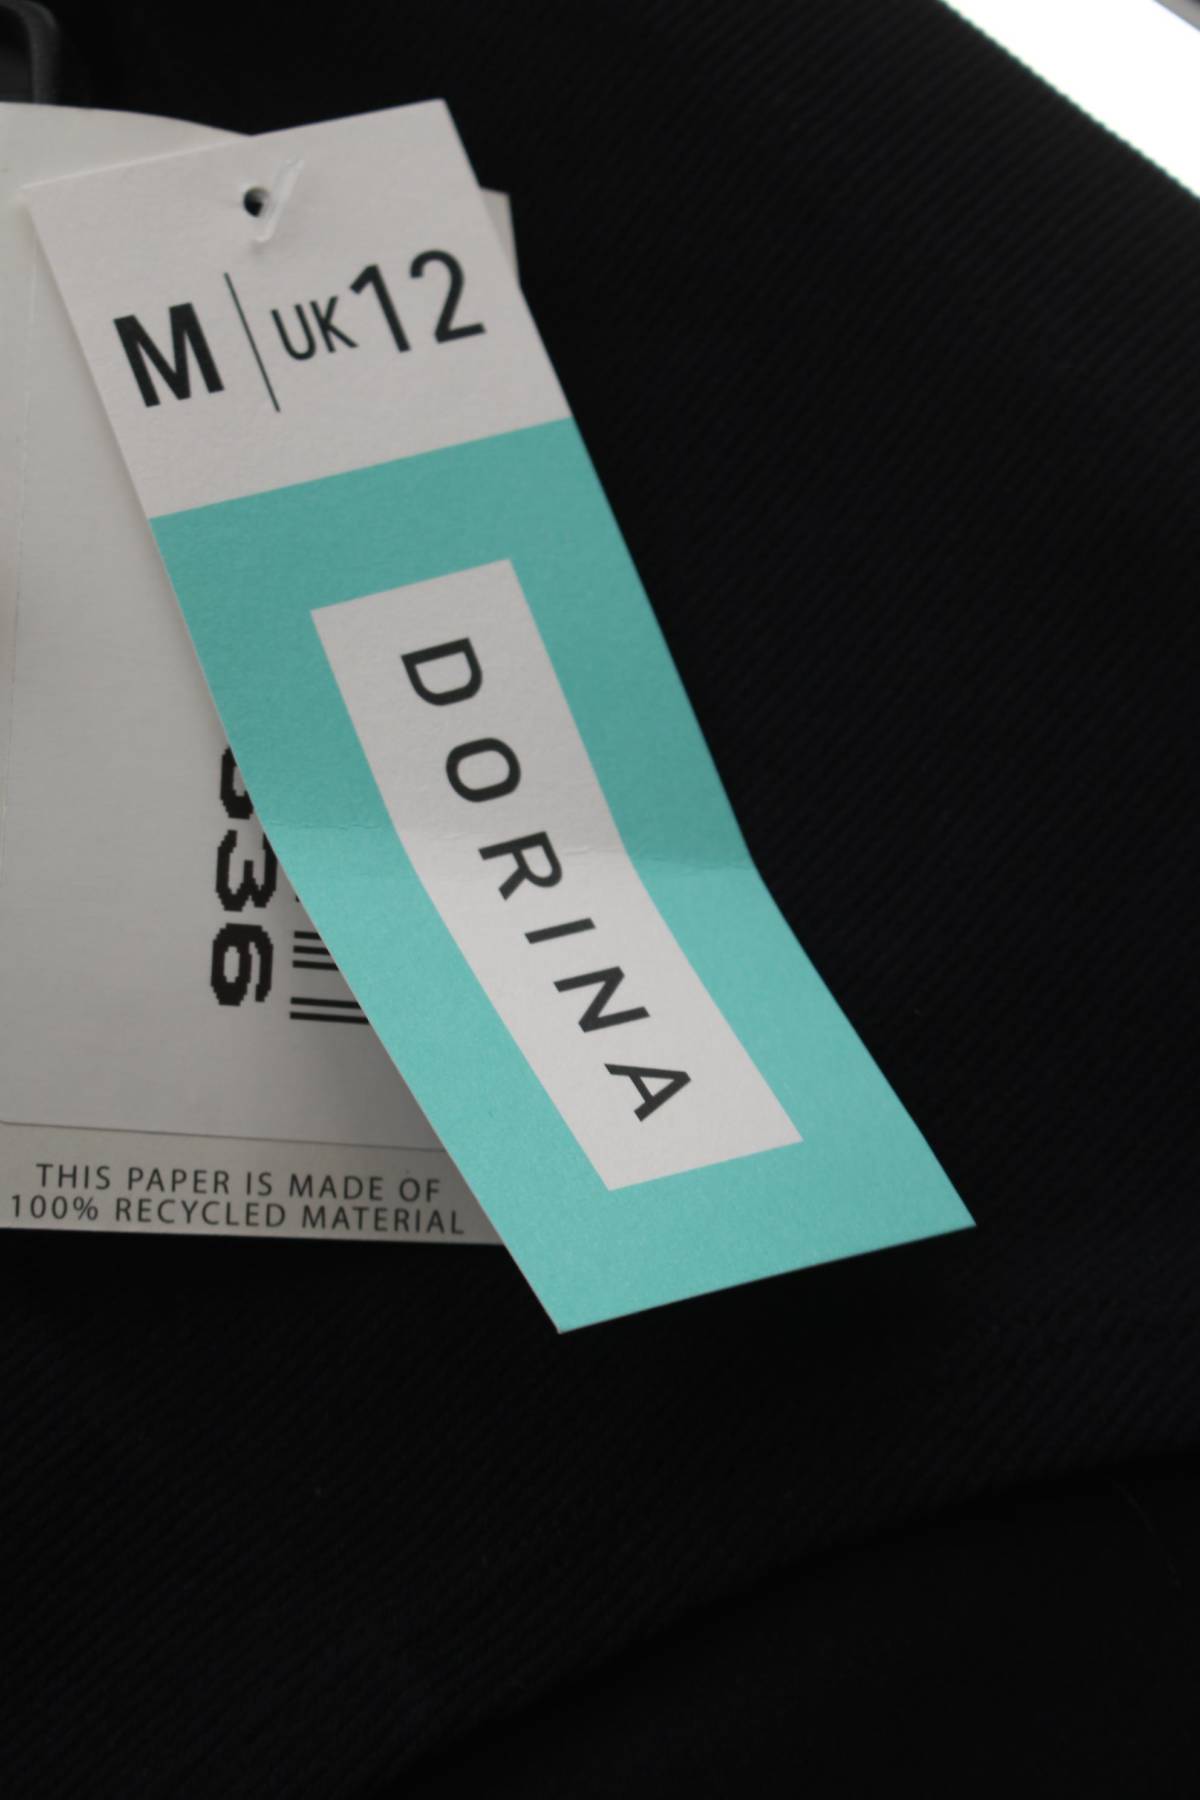 M | UK 12
DORINA
36
THIS PAPER IS MADE OF
100% RECYCLED MATERIAL